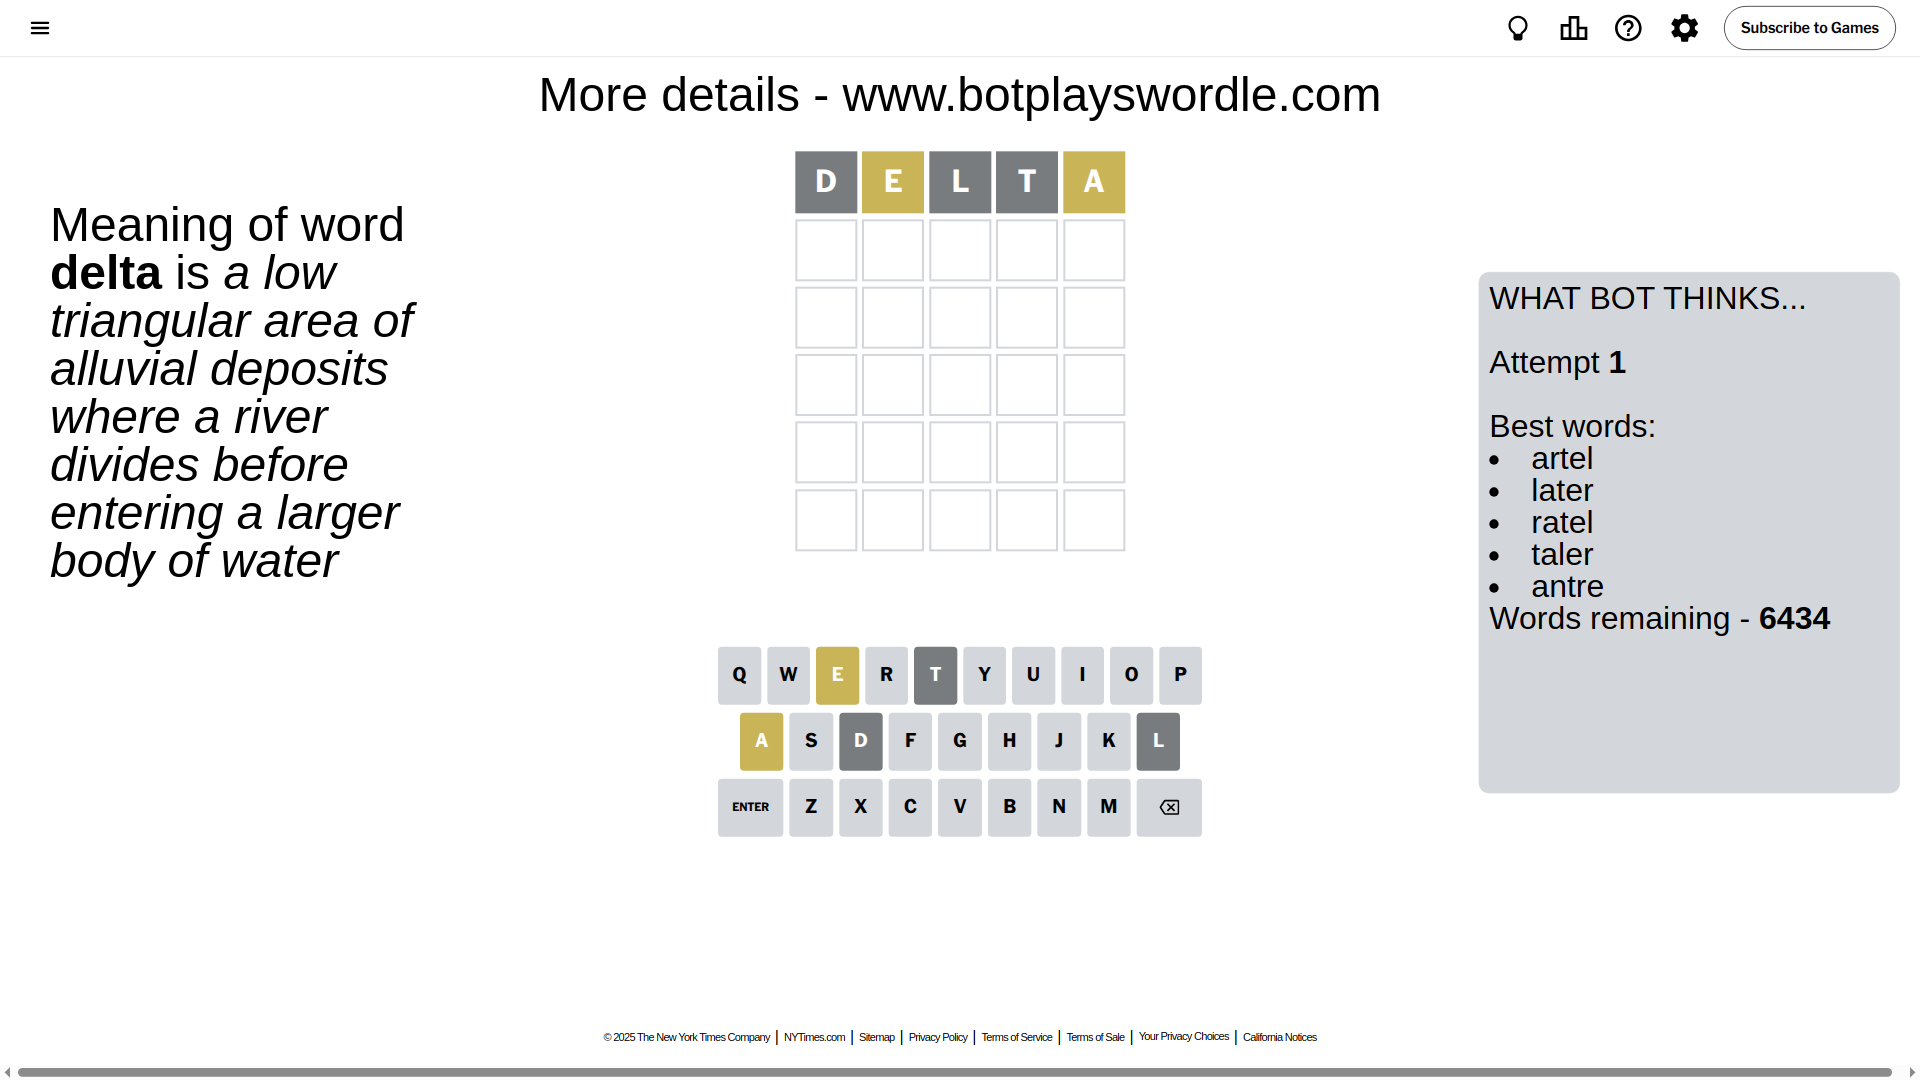 Subscribe to Games
More details - www.botplayswordle.com
Meaning of word
delta is a low
triangular area of
alluvial deposits
where a river
divides before
entering a larger
body of water
D E L T A
WHAT BOT THINKS...
Attempt 1
Best words:
• artel
• later
• ratel
• taler
• antre
Words remaining - 6434
Q W E R T Y U I O P
A S D F G H J K L
ENTER Z X C V B N M
© 2025 The New York Times Company | NYTimes.com | Sitemap | Privacy Policy | Terms of Service | Terms of Sale | Your Privacy Choices | California Notices